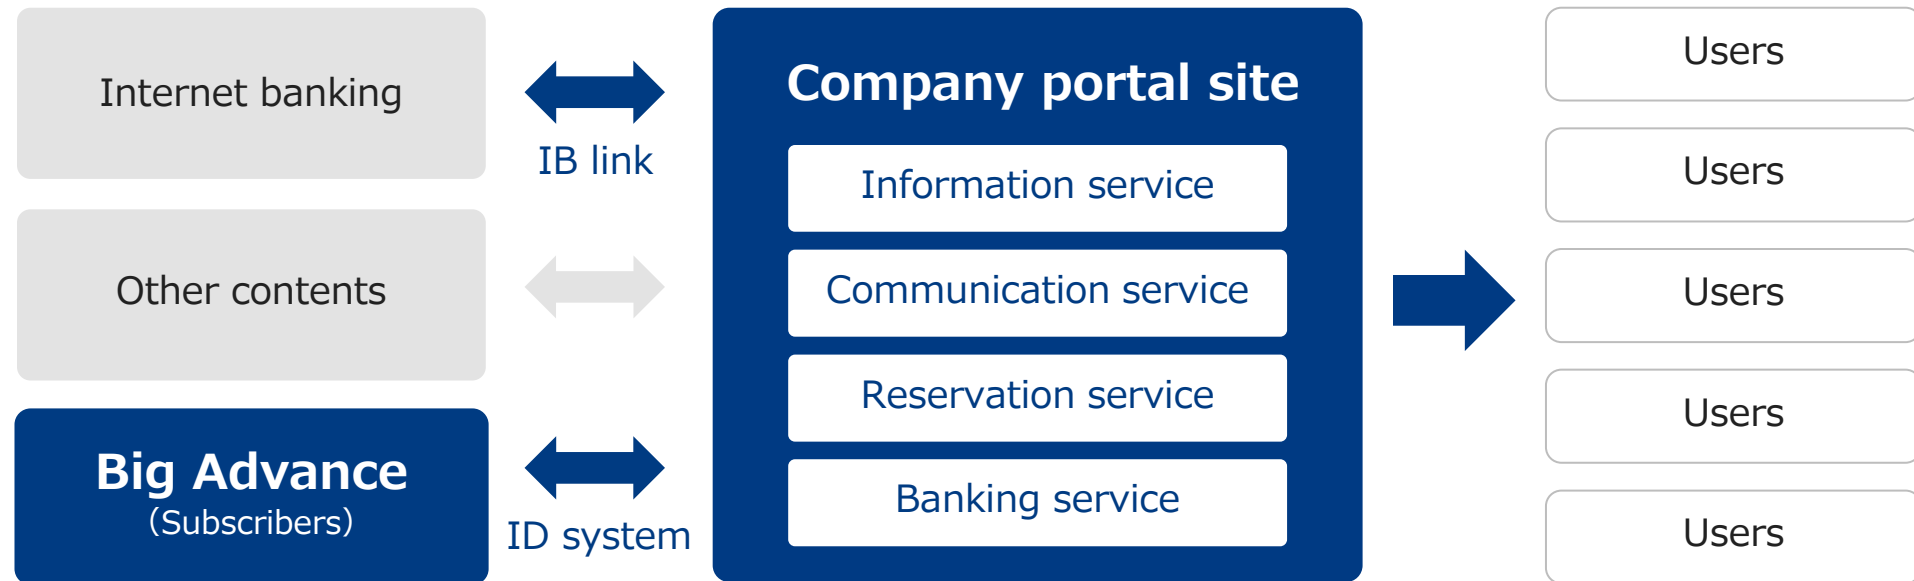 Internet banking
IB link
Other contents
Big Advance
（Subscribers）
ID system
Company portal site
Information service
Communication service
Reservation service
Banking service
Users
Users
Users
Users
Users